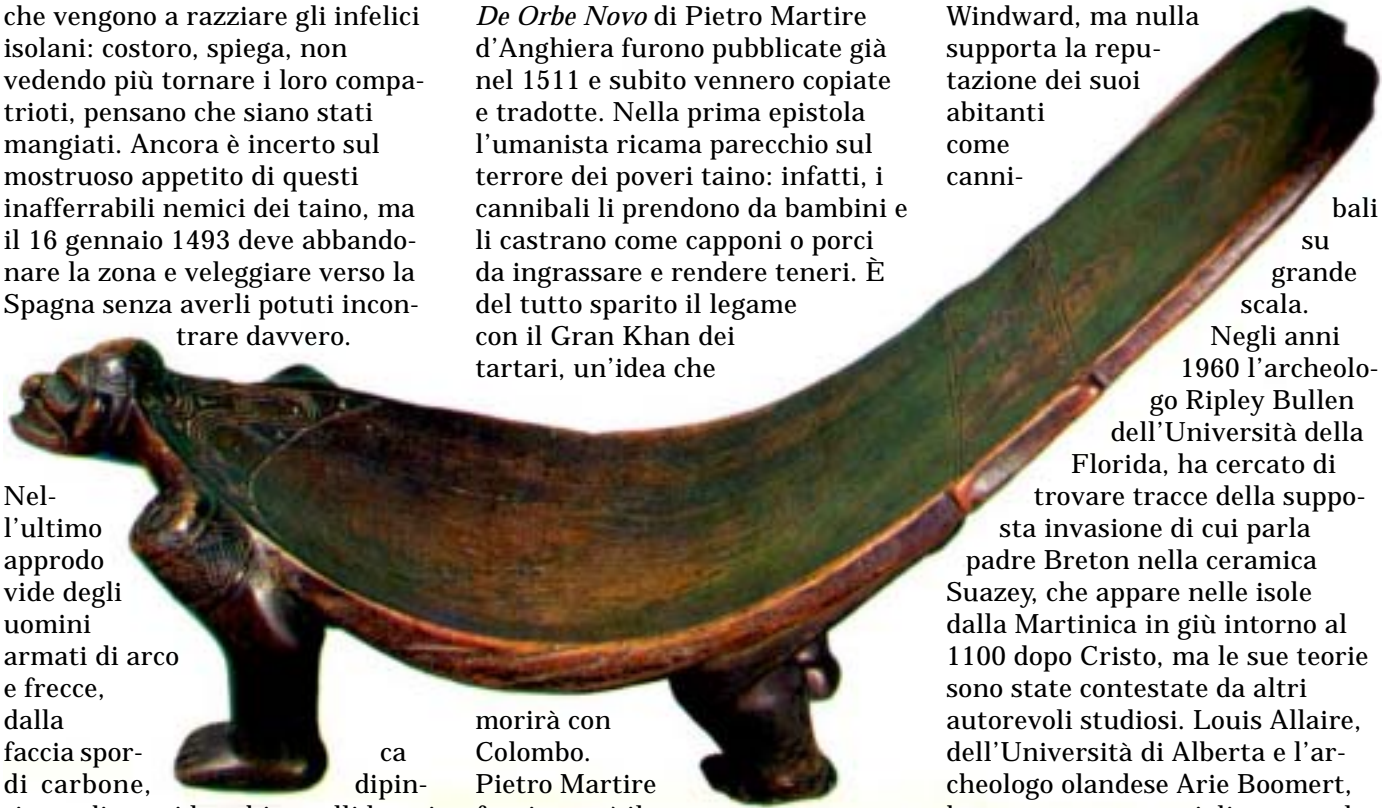 che vengono a razziare gli infelici
isolani: costoro, spiega, non
vedendo più tornare i loro compa-
trioti, pensano che siano stati
mangiati. Ancora è incerto sul
mostruoso appetito di questi
inafferrabili nemici dei taino, ma
il 16 gennaio 1493 deve abbando-
nare la zona e veleggiare verso la
Spagna senza averli potuti incon-
trare davvero.
Nel-
l'ultimo
approdo
vide degli
uomini
armati di arco
e frecce,
dalla
faccia spor- ca
di carbone, dipin-
De Orbe Novo di Pietro Martire
d'Anghiera furono pubblicate già
nel 1511 e subito vennero copiate
e tradotte. Nella prima epistola
l'umanista ricama parecchio sul
terrore dei poveri taino: infatti, i
cannibali li prendono da bambini e
li castrano come capponi o porci
da ingrassare e rendere teneri. È
del tutto sparito il legame
con il Gran Khan dei
tartari, un'idea che
morirà con
Colombo.
Pietro Martire
Windward, ma nulla
supporta la repu-
tazione dei suoi
abitanti
come
canni-
bali
su
grande
scala.
Negli anni
1960 l'archeolo-
go Ripley Bullen
dell'Università della
Florida, ha cercato di
trovare tracce della suppo-
sta invasione di cui parla
padre Breton nella ceramica
Suazey, che appare nelle isole
dalla Martinica in giù intorno al
1100 dopo Cristo, ma le sue teorie
sono state contestate da altri
autorevoli studiosi. Louis Allaire,
dell'Università di Alberta e l'ar-
cheologo olandese Arie Boomert,